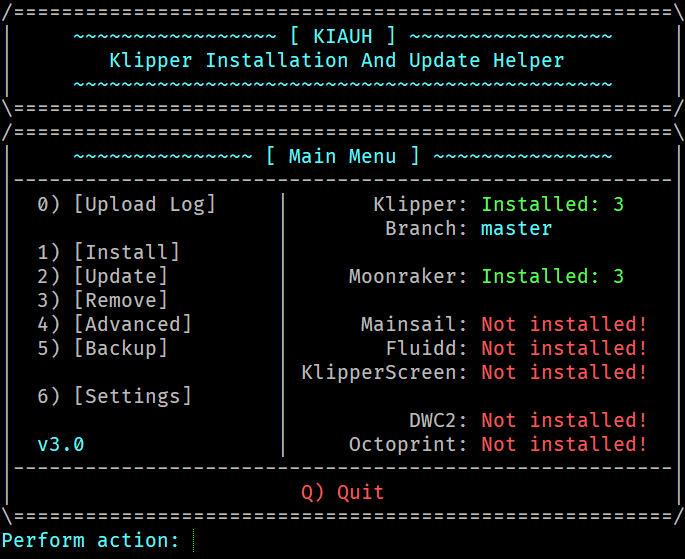 /=======================================================\
|     ~~~~~~~~~~~~~~~~~ [ KIAUH ] ~~~~~~~~~~~~~~~~~     |
|        Klipper Installation And Update Helper         |
|     ~~~~~~~~~~~~~~~~~~~~~~~~~~~~~~~~~~~~~~~~~~~~~     |
\=======================================================/
/=======================================================\
|     ~~~~~~~~~~~~~~~ [ Main Menu ] ~~~~~~~~~~~~~~~     |
|-------------------------------------------------------|
|  0) [Upload Log]     |       Klipper: Installed: 3    |
|                      |        Branch: master          |
|  1) [Install]        |                                |
|  2) [Update]         |     Moonraker: Installed: 3    |
|  3) [Remove]         |                                |
|  4) [Advanced]       |      Mainsail: Not installed!  |
|  5) [Backup]         |        Fluidd: Not installed!  |
|                      | KlipperScreen: Not installed!  |
|  6) [Settings]       |                                |
|                      |          DWC2: Not installed!  |
|  v3.0                |     Octoprint: Not installed!  |
|-------------------------------------------------------|
|                        Q) Quit                        |
\=======================================================/
Perform action: